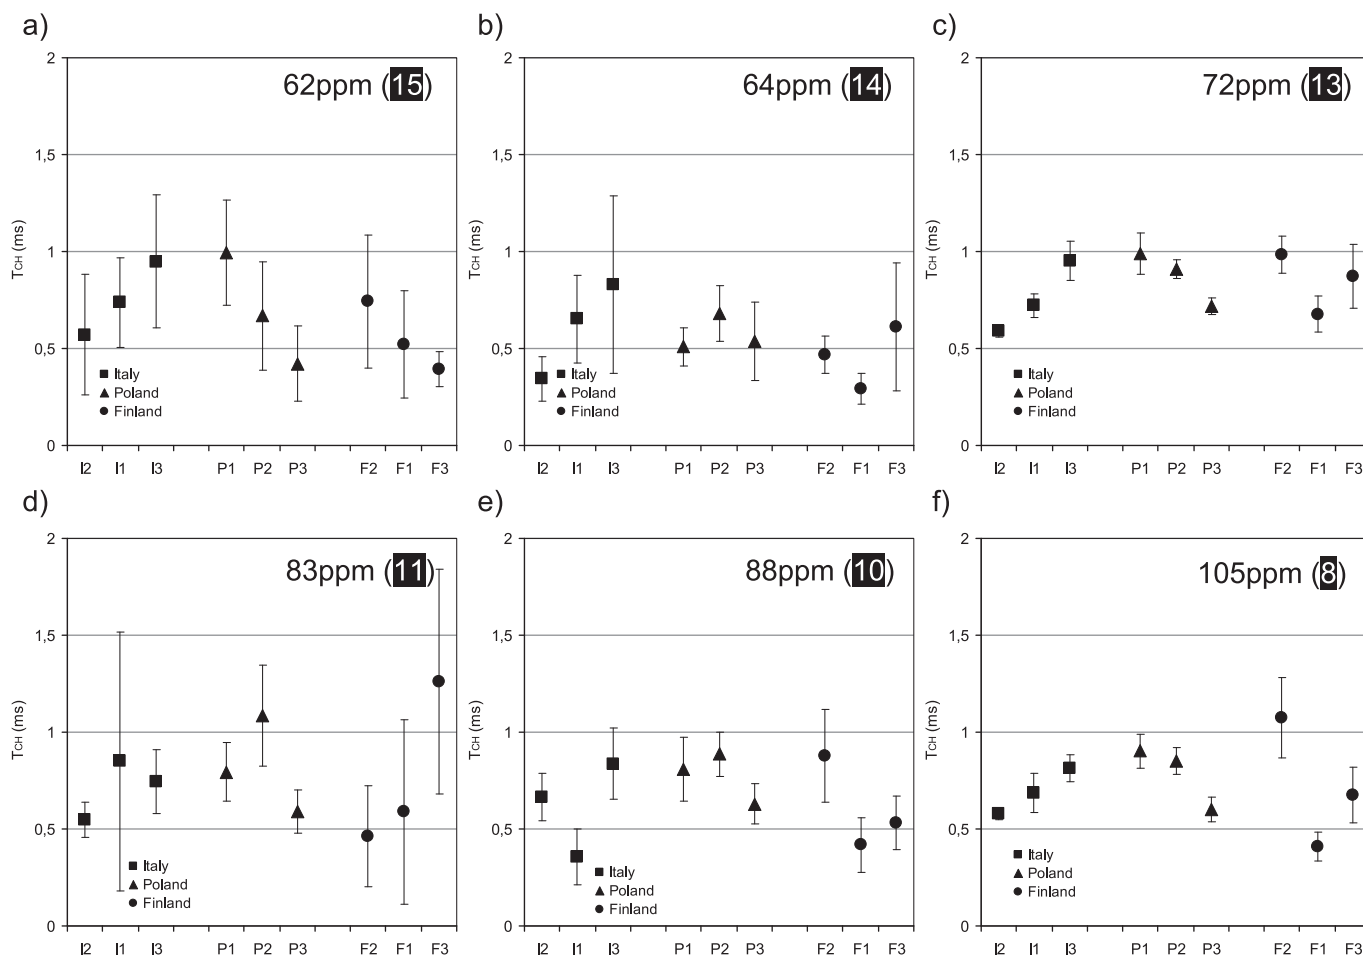 a)
62ppm (15)
2
1,5
1
0,5
0
TCH (ms)
Italy
Poland
Finland
I2 I1 I3 P1 P2 P3 F2 F1 F3
b)
64ppm (14)
2
1,5
1
0,5
0
TCH (ms)
Italy
Poland
Finland
I2 I1 I3 P1 P2 P3 F2 F1 F3
c)
72ppm (13)
2
1,5
1
0,5
0
TCH (ms)
Italy
Poland
Finland
I2 I1 I3 P1 P2 P3 F2 F1 F3
d)
83ppm (11)
2
1,5
1
0,5
0
TCH (ms)
Italy
Poland
Finland
I2 I1 I3 P1 P2 P3 F2 F1 F3
e)
88ppm (10)
2
1,5
1
0,5
0
TCH (ms)
Italy
Poland
Finland
I2 I1 I3 P1 P2 P3 F2 F1 F3
f)
105ppm (8)
2
1,5
1
0,5
0
TCH (ms)
Italy
Poland
Finland
I2 I1 I3 P1 P2 P3 F2 F1 F3